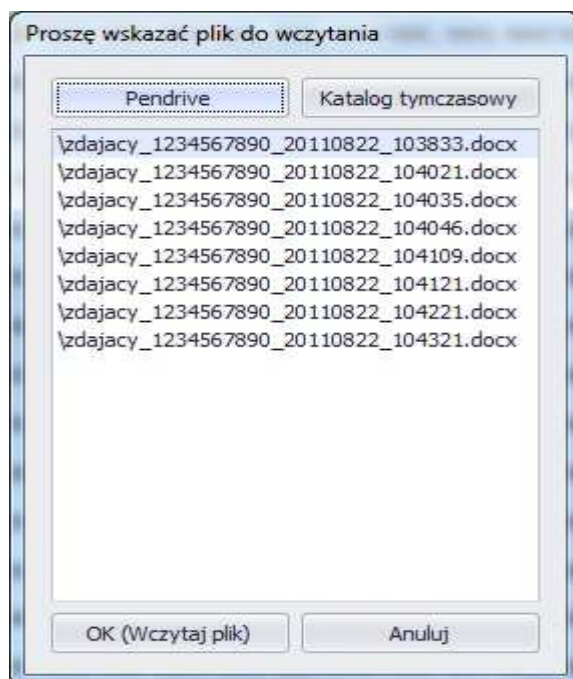 Proszę wskazać plik do wczytania
Pendrive
Katalog tymczasowy
\zdajacy_1234567890_20110822_103833.docx
\zdajacy_1234567890_20110822_104021.docx
\zdajacy_1234567890_20110822_104035.docx
\zdajacy_1234567890_20110822_104046.docx
\zdajacy_1234567890_20110822_104109.docx
\zdajacy_1234567890_20110822_104121.docx
\zdajacy_1234567890_20110822_104221.docx
\zdajacy_1234567890_20110822_104321.docx
OK (Wczytaj plik)
Anuluj